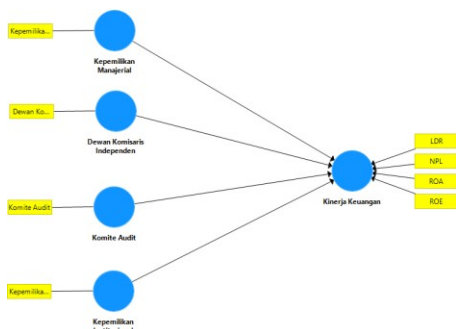 Kepemilika...
Kepemilikan
Manajerial
Dewan Ko...
Dewan Komisaris
Independen
LDR
NPL
ROA
ROE
Kinerja Keuangan
Komite Audit
Komite Audit
Kepemilika...
Kepemilikan